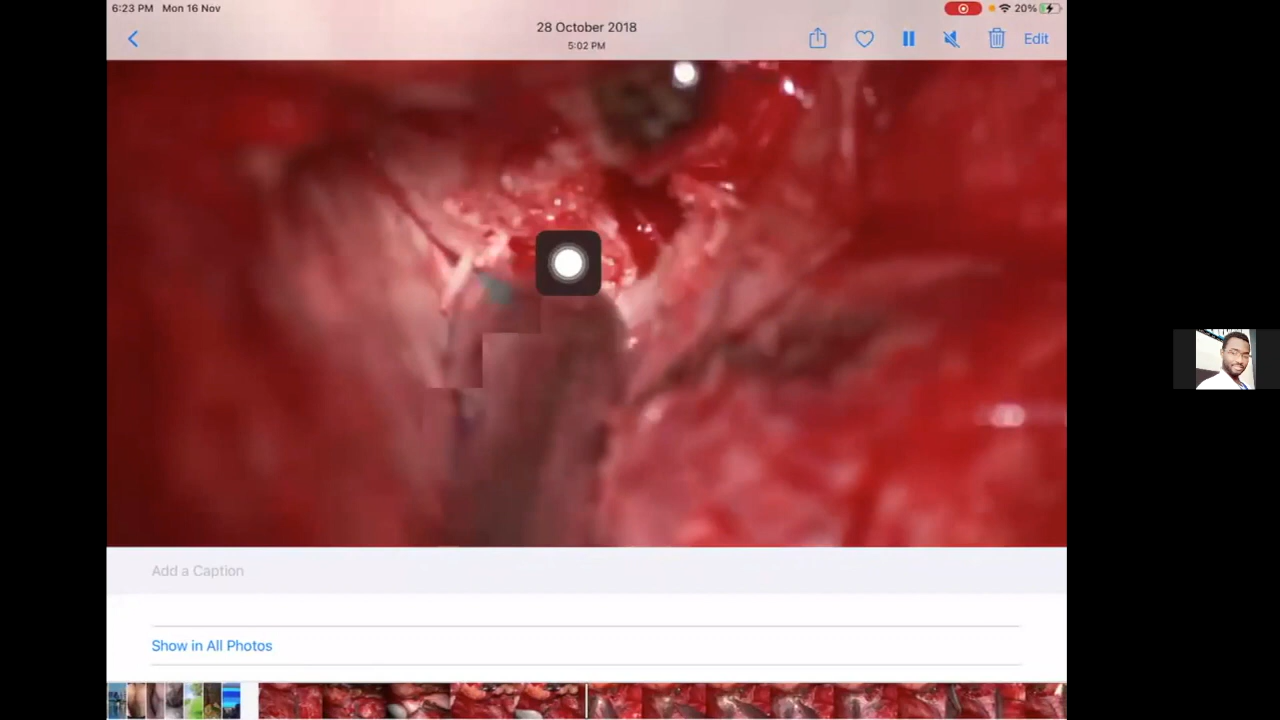 6:23 PM Mon 16 Nov
20%
28 October 2018
5:02 PM
Edit
Add a Caption
Show in All Photos